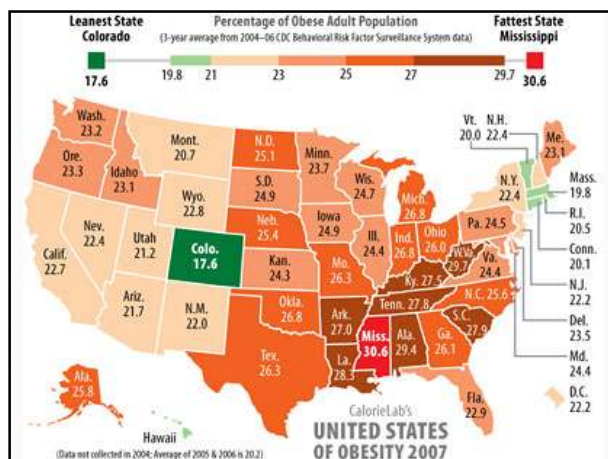 Leanest State
Colorado
17.6
Percentage of Obese Adult Population
(3-year average from 2004–06 CDC Behavioral Risk Factor Surveillance System data)
19.8
21
23
25
27
29.7
Fattest State
Mississippi
30.6
Wash.
23.2
Ore.
23.3
Idaho
23.1
Mont.
20.7
N.D.
25.1
Minn.
23.7
S.D.
24.9
Wis.
24.7
Wyo.
22.8
Nev.
22.4
Utah
21.2
Calif.
22.7
Colo.
17.6
Neb.
25.4
Iowa
24.9
Kan.
24.3
Ill.
24.4
Mich.
26.8
Ind.
26.8
Ohio
26.0
Mo.
26.3
Ariz.
21.7
N.M.
22.0
Okla.
26.8
Tex.
26.3
Ark.
27.0
La.
28.3
Miss.
30.6
Ala.
29.4
Ga.
26.1
Fla.
22.9
Tenn. 27.8
Ky. 27.5
W.Va.
29.7
Va.
24.4
N.C. 25.6
S.C.
27.9
Pa. 24.5
N.Y.
22.4
Vt.
20.0
N.H.
22.4
Me.
23.1
Mass.
19.8
R.I.
20.5
Conn.
20.1
N.J.
22.2
Del.
23.5
Md.
24.4
D.C.
22.2
Ala.
25.8
Hawaii
(Data not collected in 2004; Average of 2005 & 2006 is 20.2)
CalorieLab's
UNITED STATES
OF OBESITY 2007